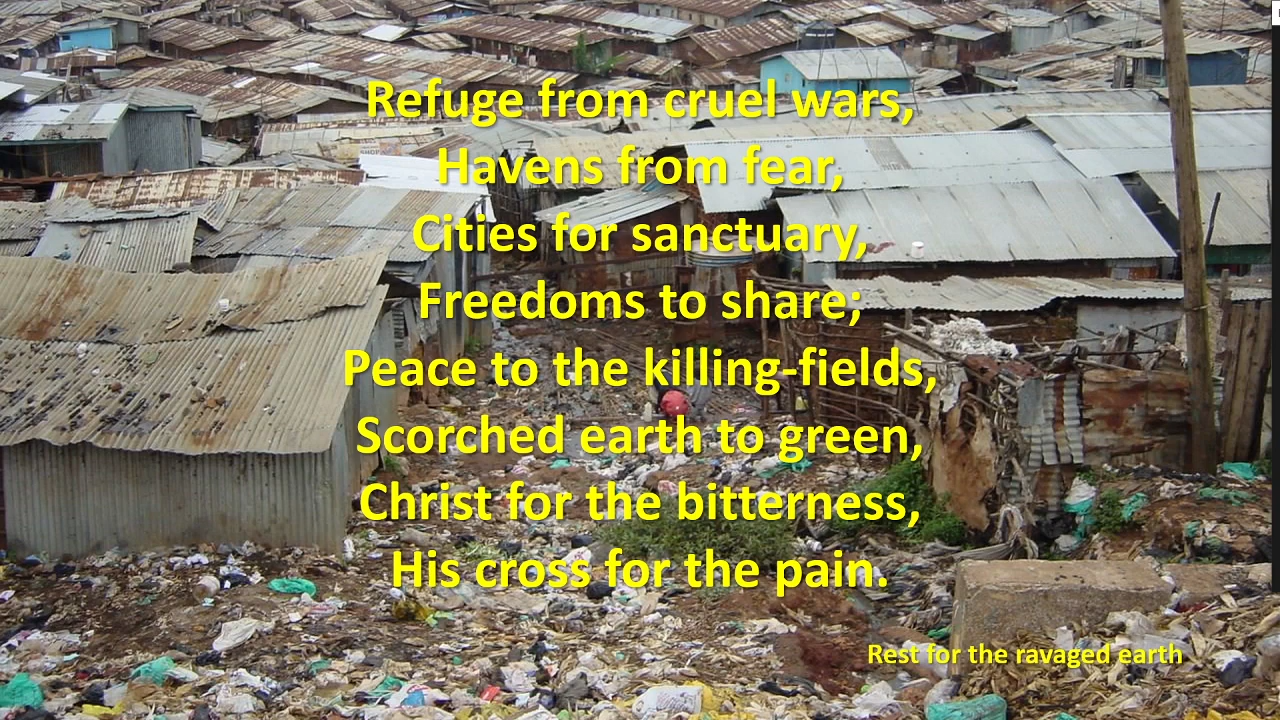 Refuge from cruel wars,
Havens from fear,
Cities for sanctuary,
Freedoms to share;
Peace to the killing-fields,
Scorched earth to green,
Christ for the bitterness,
His cross for the pain.
Rest for the ravaged earth